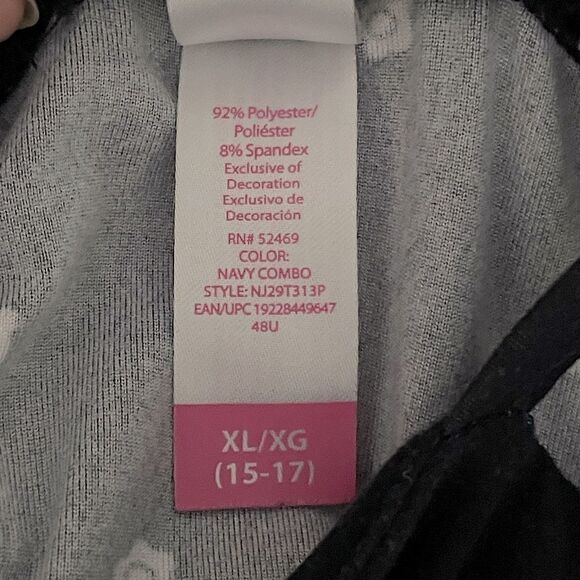 92% Polyester/
Poliéster
8% Spandex
Exclusive of
Decoration
Exclusivo de
Decoración
RN# 52469
COLOR:
NAVY COMBO
STYLE: NJ29T313P
EAN/UPC 19228449647
48U
XL/XG
(15-17)